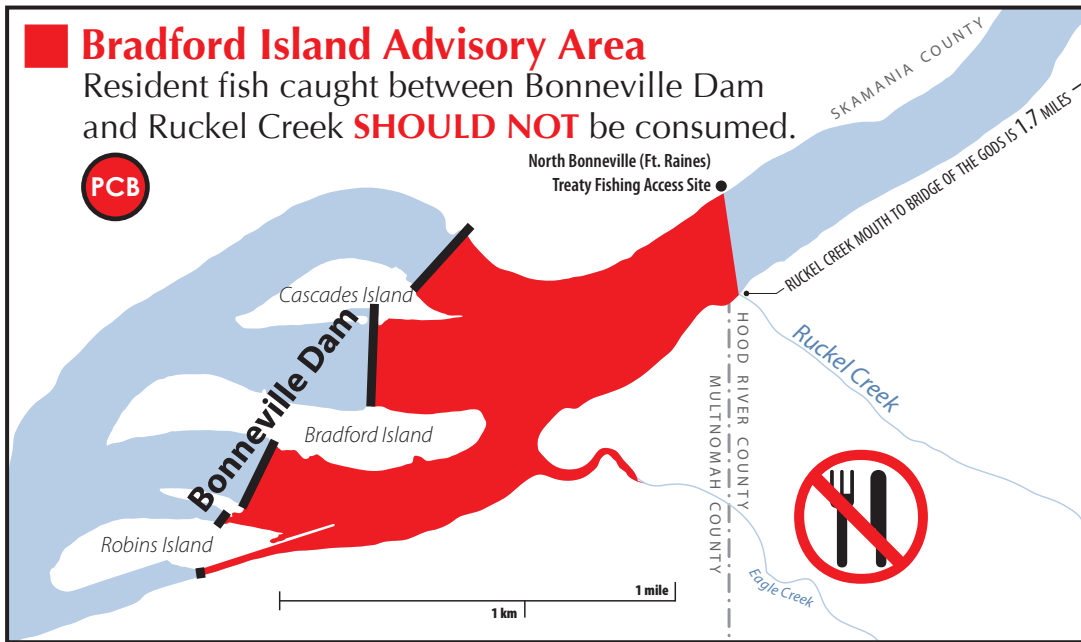 Bradford Island Advisory Area
Resident fish caught between Bonneville Dam
and Ruckel Creek SHOULD NOT be consumed.
PCB
SKAMANIA COUNTY
North Bonneville (Ft. Raines)
Treaty Fishing Access Site
RUCKEL CREEK MOUTH TO BRIDGE OF THE GODS IS 1.7 MILES
Cascades Island
Bonneville Dam
Bradford Island
Robins Island
HOOD RIVER COUNTY
MULTNOMAH COUNTY
Ruckel Creek
Eagle Creek
1 mile
1 km